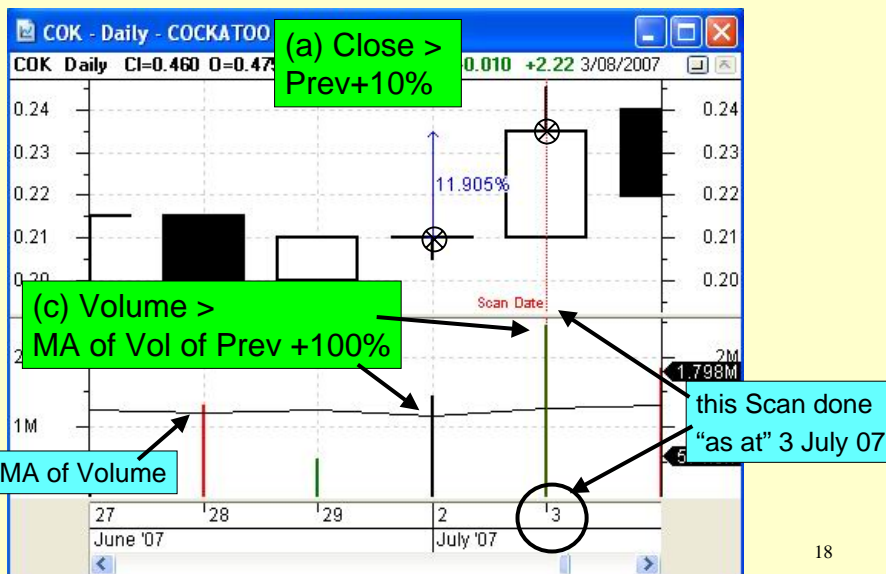 COK - Daily - COCKATOO
(a) Close >
Prev+10%
COK Daily Cl=0.460 O=0.475 0.010 +2.22 3/08/2007
0.24 0.24
0.23 0.23
11.905%
0.22 0.22
0.21 0.21
0.20 0.20
Scan Date
(c) Volume >
MA of Vol of Prev +100%
2M
1.798M
this Scan done
"as at" 3 July 07
1M
MA of Volume
27 28 29 2 3
June '07 July '07
18